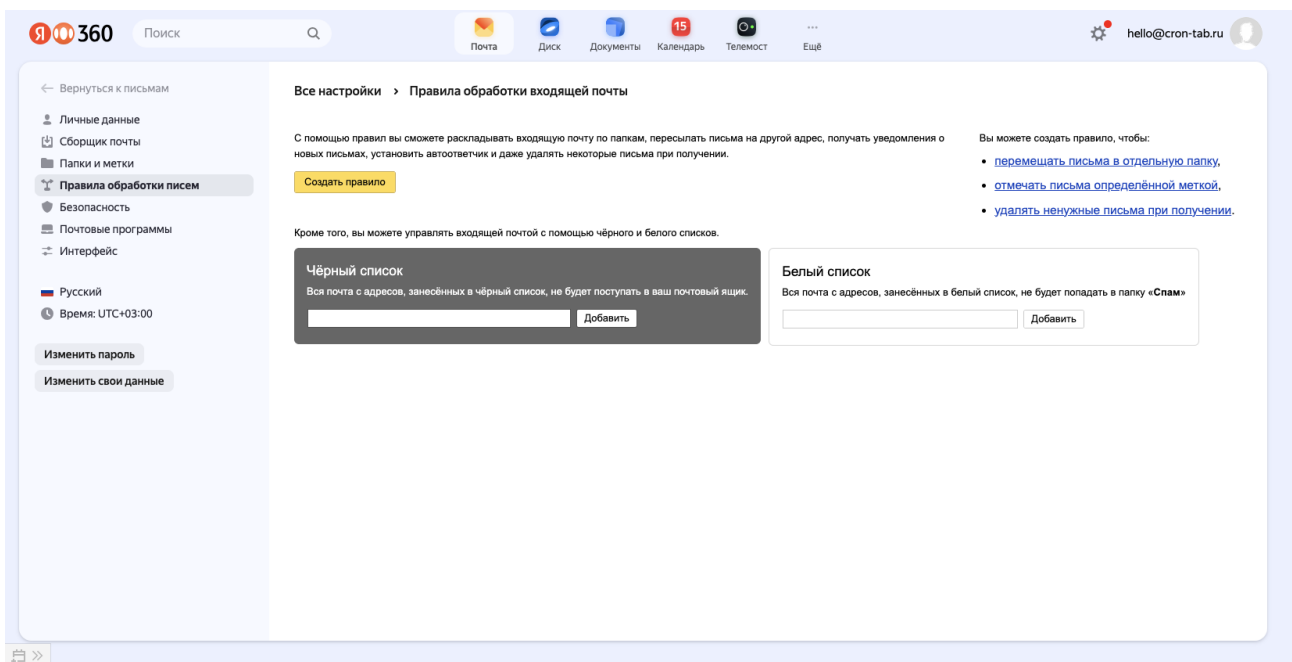 Я 360
Поиск
Почта
Диск
Документы
15
Календарь
Телемост
Ещё
hello@cron-tab.ru
Вернуться к письмам
Личные данные
Сборщик почты
Папки и метки
Правила обработки писем
Безопасность
Почтовые программы
Интерфейс
Русский
Время: UTC+03:00
Изменить пароль
Изменить свои данные
Все настройки › Правила обработки входящей почты
С помощью правил вы сможете раскладывать входящую почту по папкам, пересылать письма на другой адрес, получать уведомления о
новых письмах, установить автоответчик и даже удалять некоторые письма при получении.
Создать правило
Вы можете создать правило, чтобы:
• перемещать письма в отдельную папку,
• отмечать письма определённой меткой,
• удалять ненужные письма при получении.
Кроме того, вы можете управлять входящей почтой с помощью чёрного и белого списков.
Чёрный список
Вся почта с адресов, занесённых в чёрный список, не будет поступать в ваш почтовый ящик.
Добавить
Белый список
Вся почта с адресов, занесённых в белый список, не будет попадать в папку «Спам»
Добавить